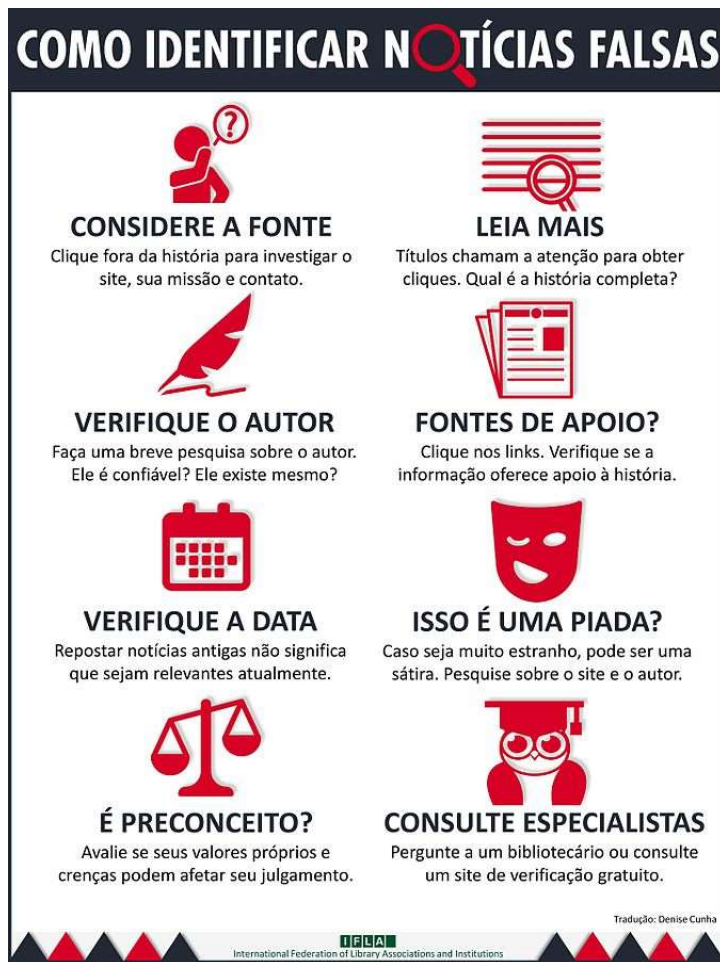 COMO IDENTIFICAR NOTÍCIAS FALSAS
?
CONSIDERE A FONTE
Clique fora da história para investigar o
site, sua missão e contato.
LEIA MAIS
Títulos chamam a atenção para obter
cliques. Qual é a história completa?
VERIFIQUE O AUTOR
Faça uma breve pesquisa sobre o autor.
Ele é confiável? Ele existe mesmo?
FONTES DE APOIO?
Clique nos links. Verifique se a
informação oferece apoio à história.
VERIFIQUE A DATA
Repostar notícias antigas não significa
que sejam relevantes atualmente.
ISSO É UMA PIADA?
Caso seja muito estranho, pode ser uma
sátira. Pesquise sobre o site e o autor.
É PRECONCEITO?
Avalie se seus valores próprios e
crenças podem afetar seu julgamento.
CONSULTE ESPECIALISTAS
Pergunte a um bibliotecário ou consulte
um site de verificação gratuito.
Tradução: Denise Cunha
IFLA
International Federation of Library Associations and Institutions